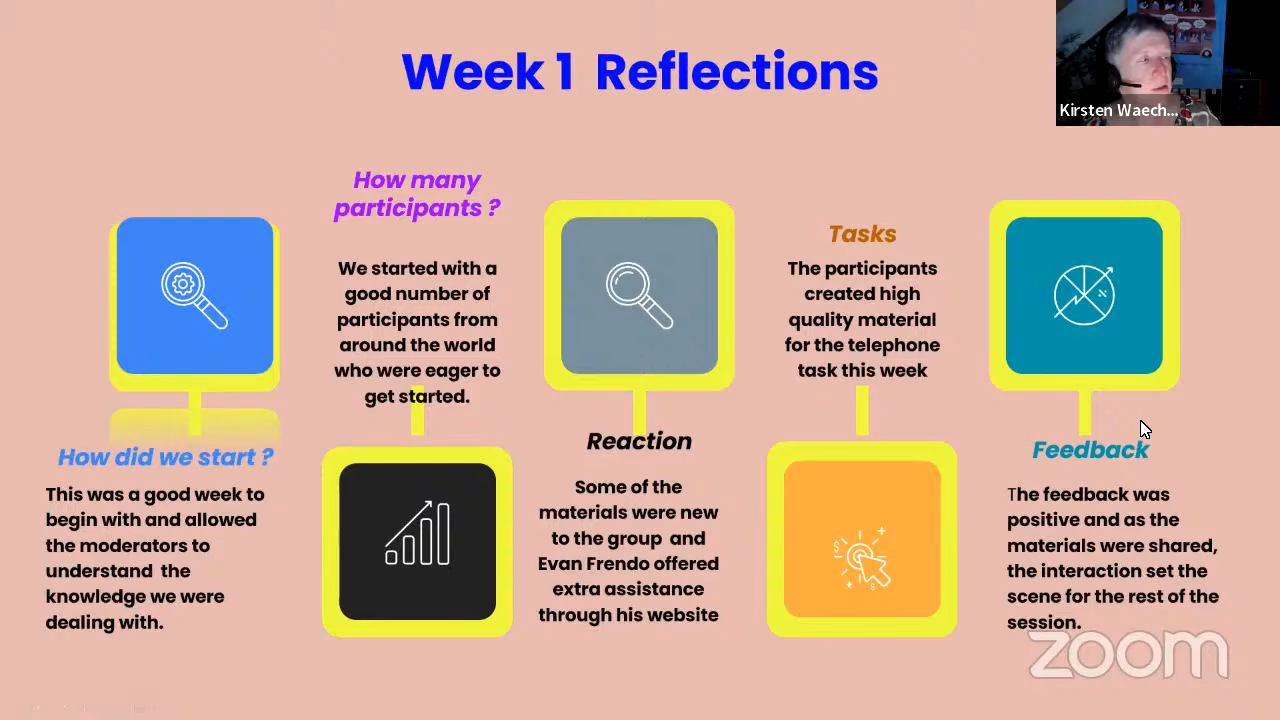 Week 1 Reflections
Kirsten Waech...
How did we start ?
This was a good week to
begin with and allowed
the moderators to
understand the
knowledge we were
dealing with.
How many
participants ?
We started with a
good number of
participants from
around the world
who were eager to
get started.
Reaction
Some of the
materials were new
to the group and
Evan Frendo offered
extra assistance
through his website
Tasks
The participants
created high
quality material
for the telephone
task this week
Feedback
The feedback was
positive and as the
materials were shared,
the interaction set the
scene for the rest of the
session.
zoom